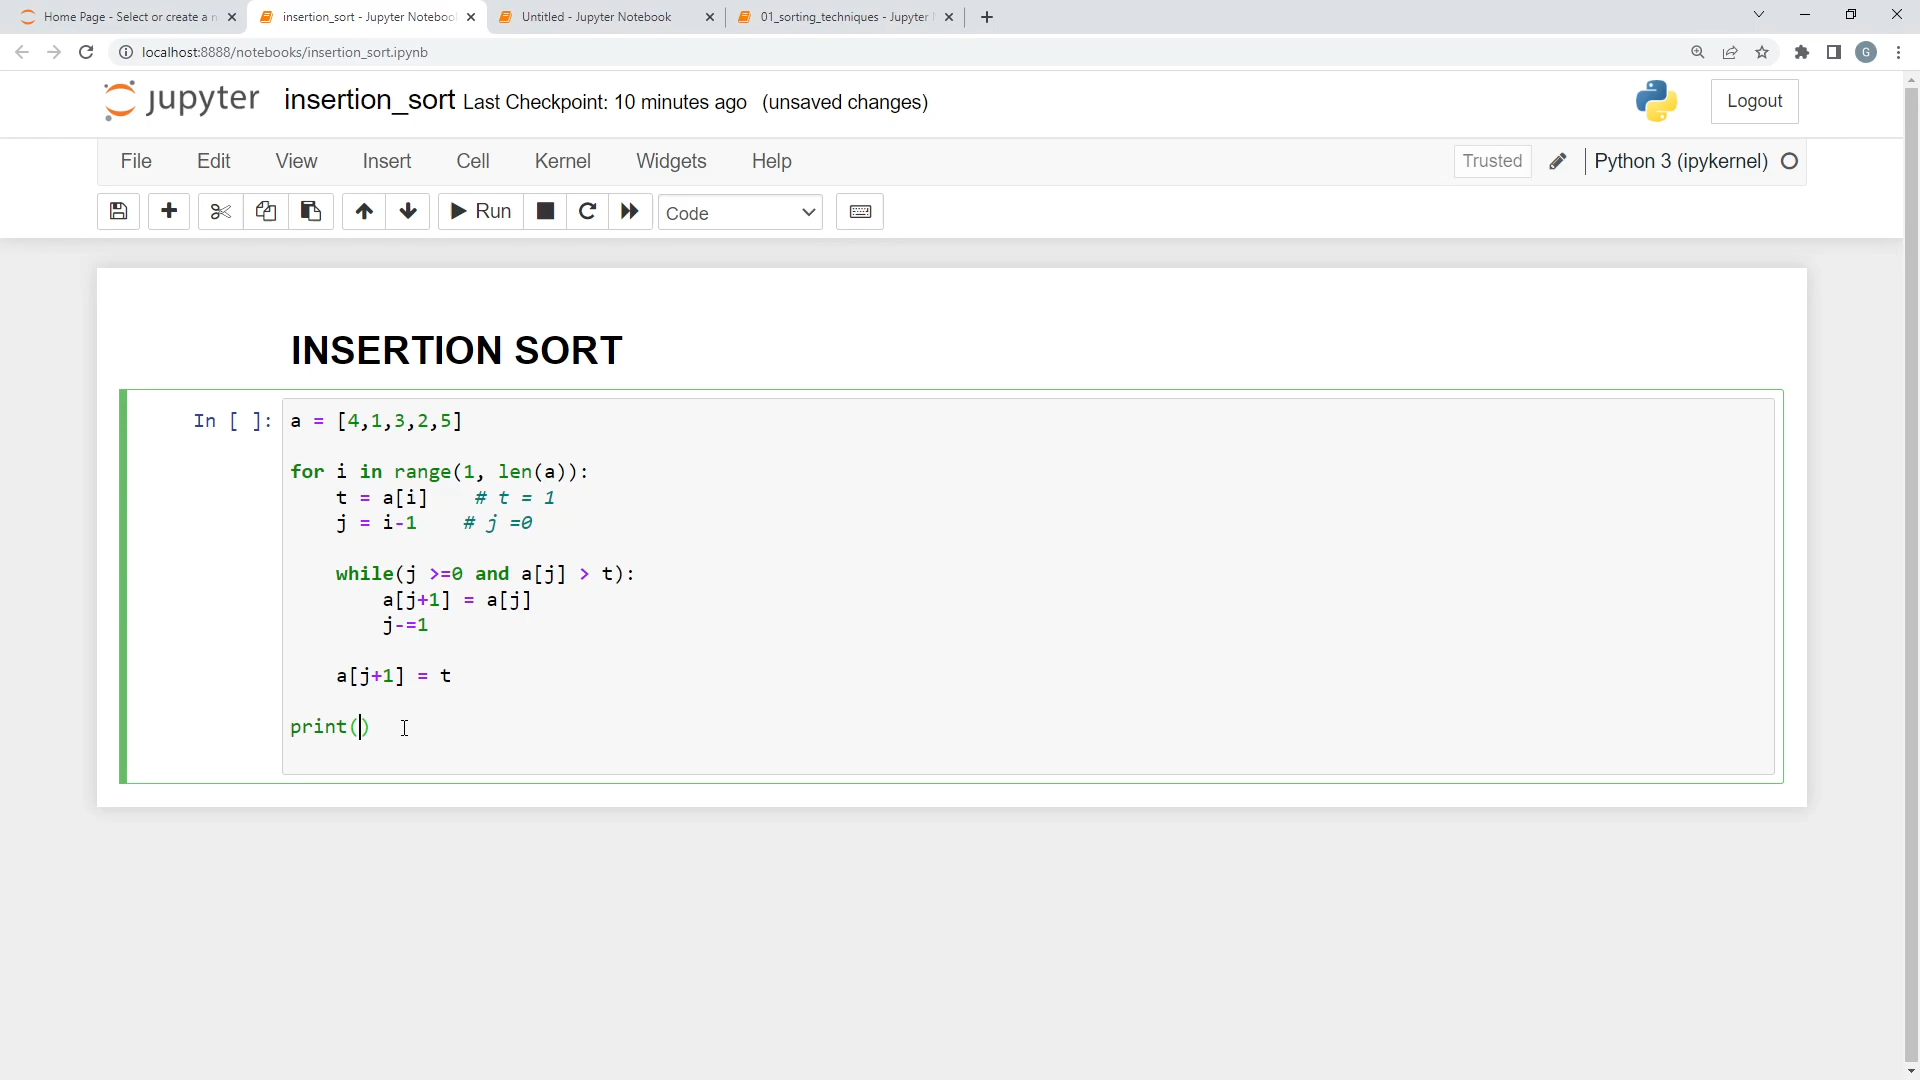 Home Page - Select or create a n
insertion_sort - Jupyter Noteboo
Untitled - Jupyter Notebook
01_sorting_techniques - Jupyter
localhost:8888/notebooks/insertion_sort.ipynb
G
jupyter insertion_sort Last Checkpoint: 10 minutes ago (unsaved changes)
Logout
File Edit View Insert Cell Kernel Widgets Help
Trusted Python 3 (ipykernel)
Run Code
INSERTION SORT
In [ ]: a = [4,1,3,2,5]
for i in range(1, len(a)):
    t = a[i]    # t = 1
    j = i-1    # j =0
    while(j >=0 and a[j] > t):
        a[j+1] = a[j]
        j-=1
    a[j+1] = t
print()